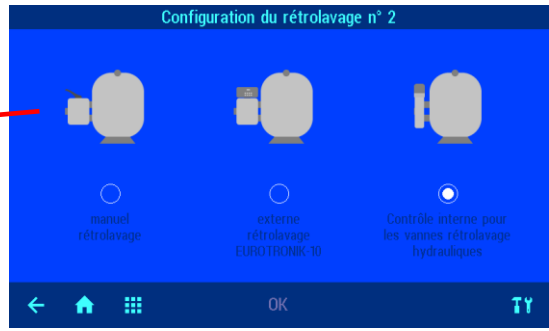 Configuration du rétrolavage n° 2
manuel
rétrolavage
externe
rétrolavage
EUROTRONIK-10
Contrôle interne pour
les vannes rétrolavage
hydrauliques
OK